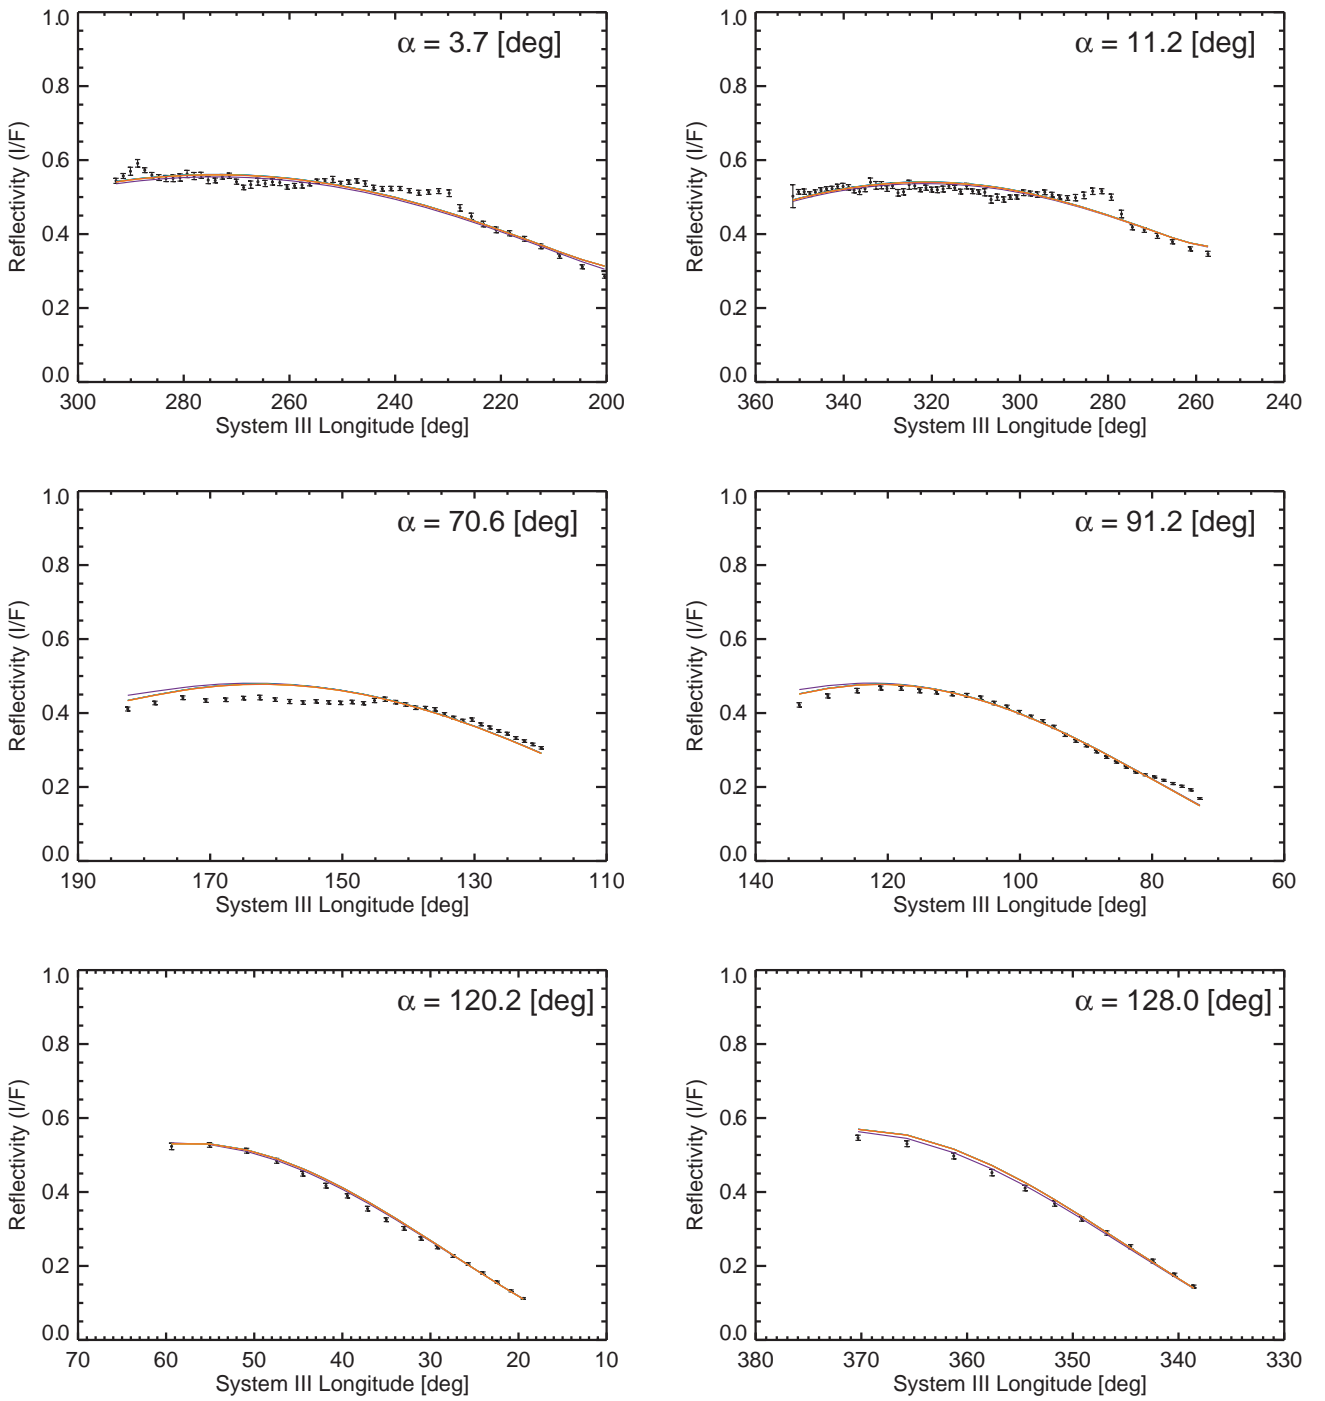 α = 3.7 [deg]
Reflectivity (I/F)
1.0
0.8
0.6
0.4
0.2
0.0
300 280 260 240 220 200
System III Longitude [deg]
α = 11.2 [deg]
Reflectivity (I/F)
1.0
0.8
0.6
0.4
0.2
0.0
360 340 320 300 280 260 240
System III Longitude [deg]
α = 70.6 [deg]
Reflectivity (I/F)
1.0
0.8
0.6
0.4
0.2
0.0
190 170 150 130 110
System III Longitude [deg]
α = 91.2 [deg]
Reflectivity (I/F)
1.0
0.8
0.6
0.4
0.2
0.0
140 120 100 80 60
System III Longitude [deg]
α = 120.2 [deg]
Reflectivity (I/F)
1.0
0.8
0.6
0.4
0.2
0.0
70 60 50 40 30 20 10
System III Longitude [deg]
α = 128.0 [deg]
Reflectivity (I/F)
1.0
0.8
0.6
0.4
0.2
0.0
380 370 360 350 340 330
System III Longitude [deg]